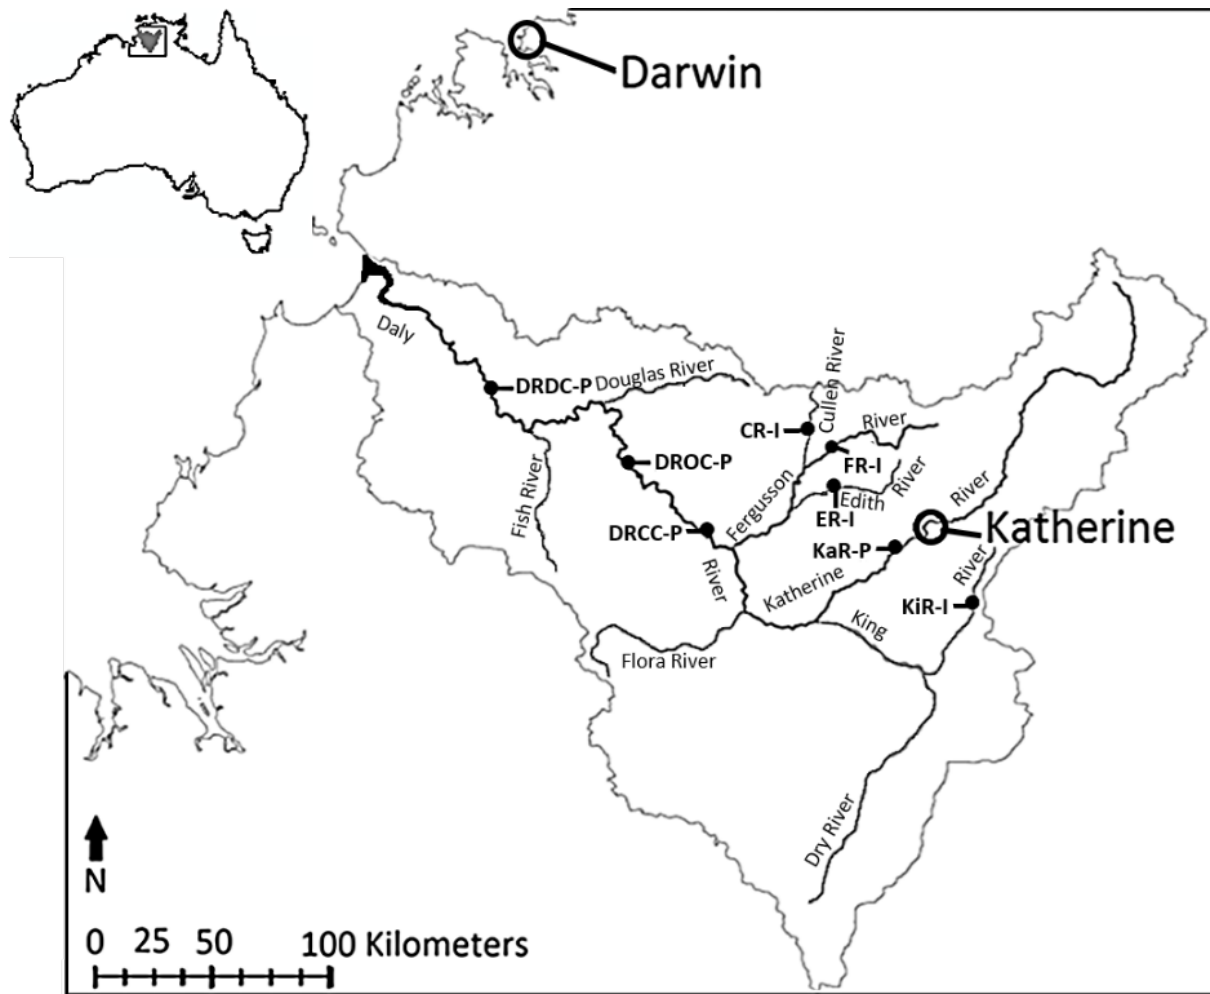 Darwin
Daly
DRDC-P
Douglas River
Cullen River
CR-I
River
FR-I
DROC-P
Fish River
Fergusson
Edith
River
ER-I
River
Katherine
DRCC-P
KaR-P
River
Katherine
River
KiR-I
King
Flora River
Dry River
N
0 25 50 100 Kilometers